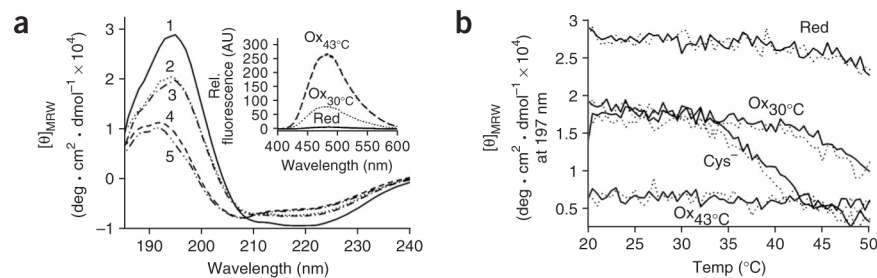 a
[θ]MRW
(deg · cm² · dmol⁻¹ × 10⁴)
3
2
1
0
−1
190 200 210 220 230 240
Wavelength (nm)
1
2
3
4
5
Rel.
fluorescence (AU)
300
250
200
150
100
50
0
400 450 500 550 600
Wavelength (nm)
Ox43°C
Ox30°C
Red
b
[θ]MRW
(deg · cm² · dmol⁻¹ × 10⁴)
at 197 nm
3
2.5
2
1.5
1
0.5
20 25 30 35 40 45 50
Temp (°C)
Red
Ox30°C
Cys⁻
Ox43°C